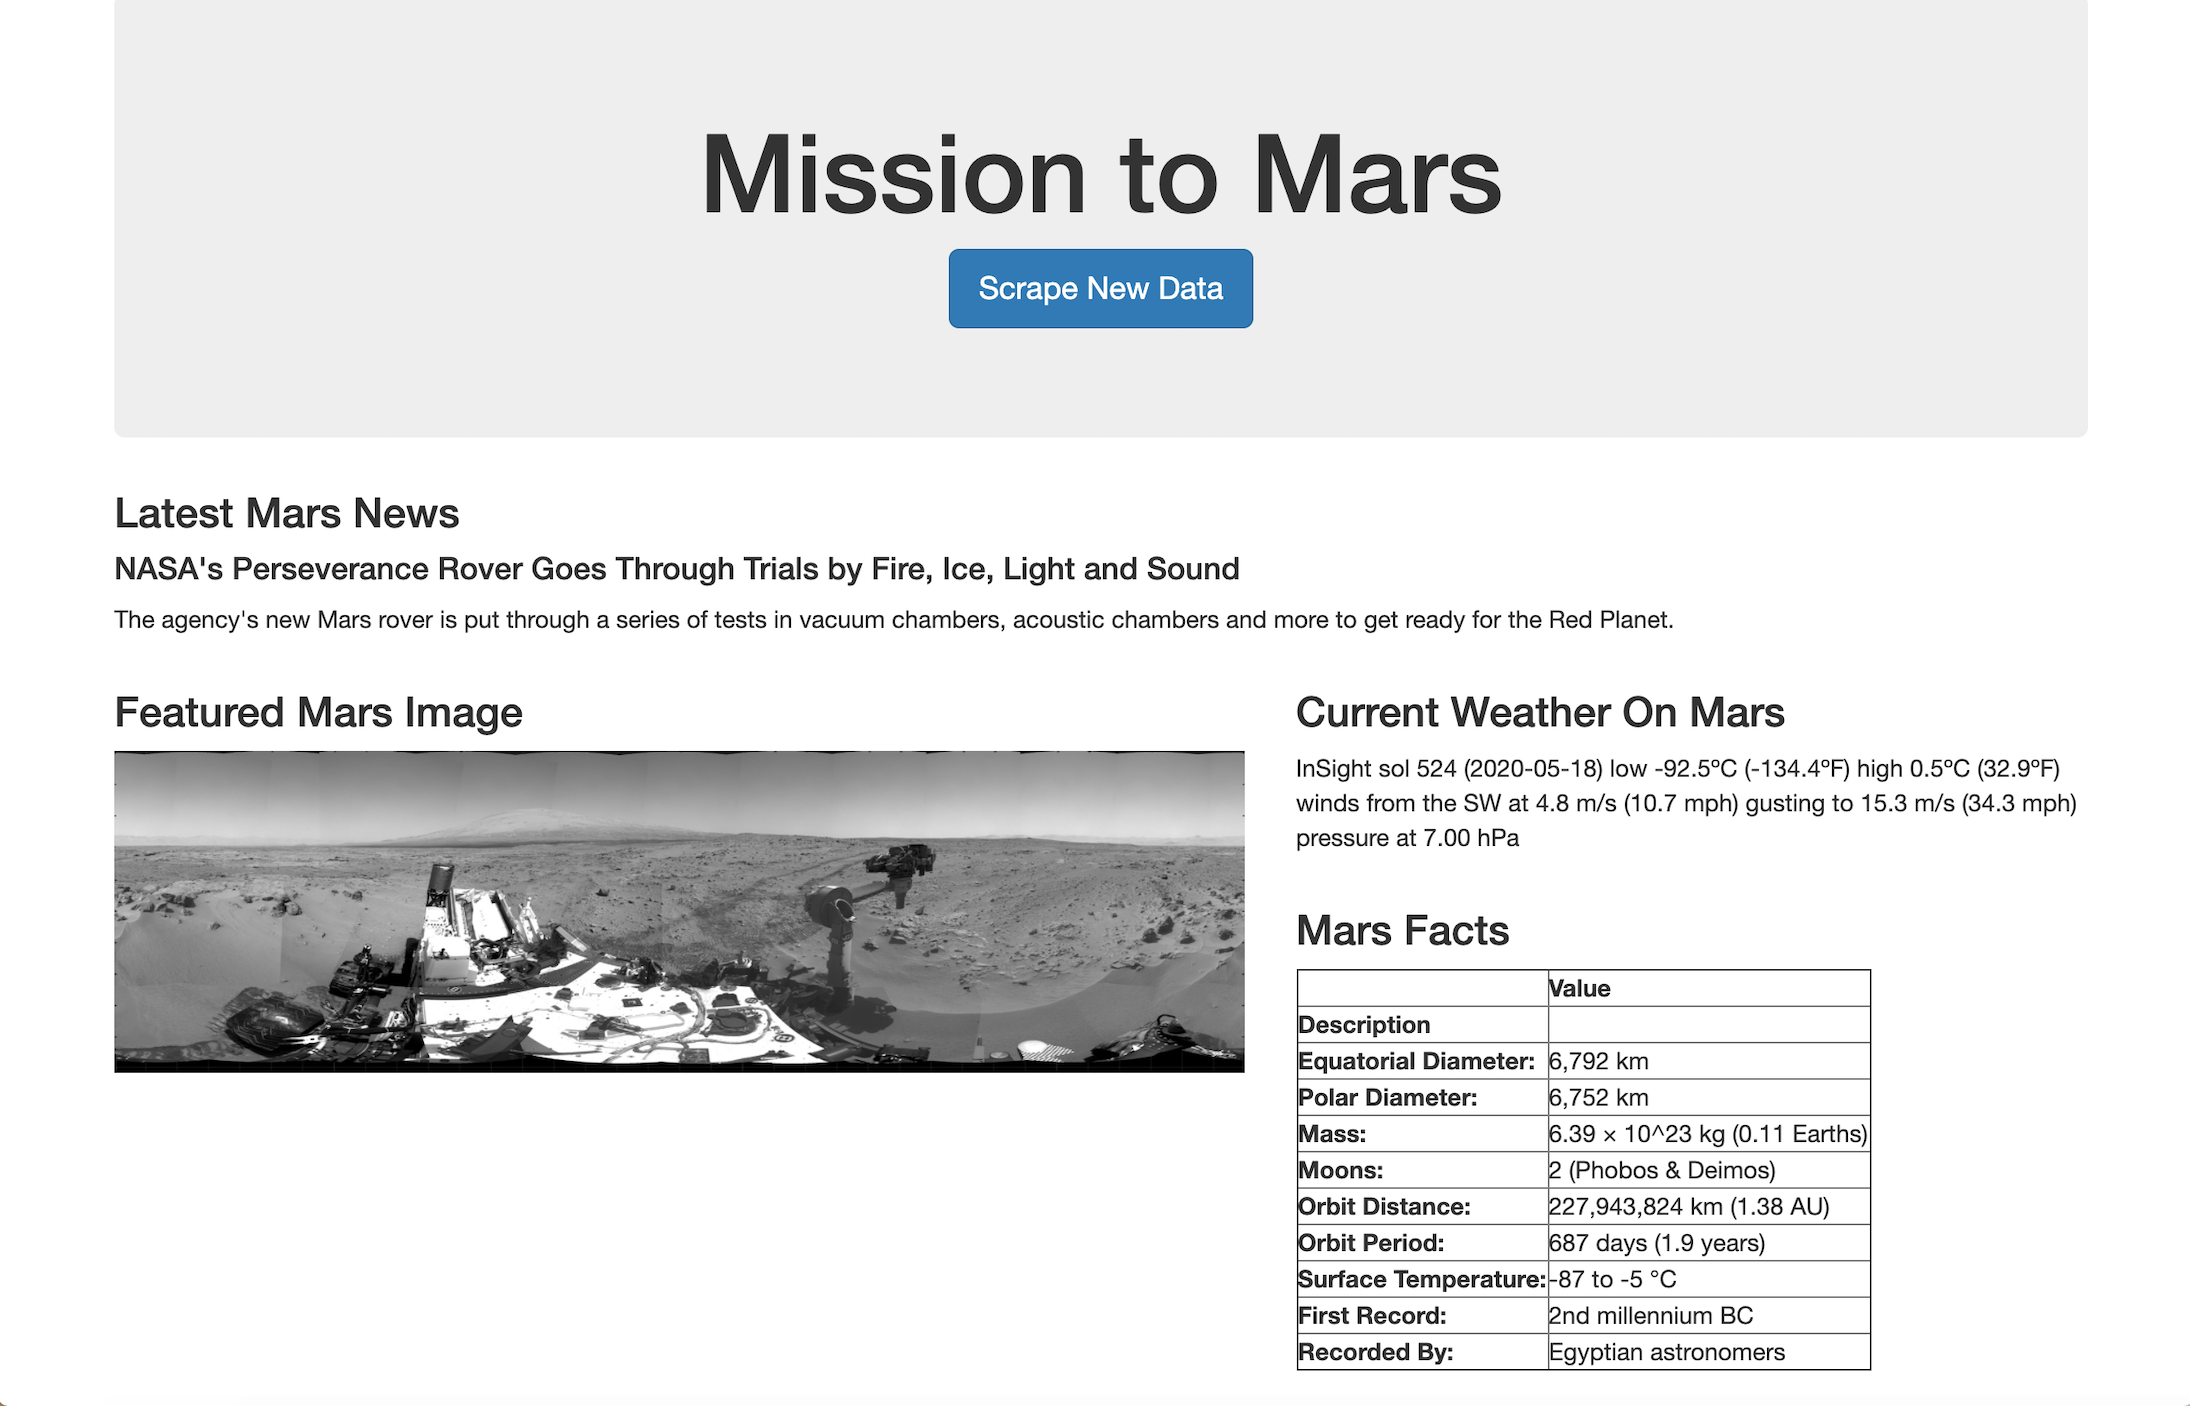 Mission to Mars
Scrape New Data
Latest Mars News
NASA's Perseverance Rover Goes Through Trials by Fire, Ice, Light and Sound
The agency's new Mars rover is put through a series of tests in vacuum chambers, acoustic chambers and more to get ready for the Red Planet.
Featured Mars Image
Current Weather On Mars
InSight sol 524 (2020-05-18) low -92.5ºC (-134.4ºF) high 0.5ºC (32.9ºF)
winds from the SW at 4.8 m/s (10.7 mph) gusting to 15.3 m/s (34.3 mph)
pressure at 7.00 hPa
Mars Facts
Value
Description
Equatorial Diameter: 6,792 km
Polar Diameter: 6,752 km
Mass: 6.39 × 10^23 kg (0.11 Earths)
Moons: 2 (Phobos & Deimos)
Orbit Distance: 227,943,824 km (1.38 AU)
Orbit Period: 687 days (1.9 years)
Surface Temperature: -87 to -5 °C
First Record: 2nd millennium BC
Recorded By: Egyptian astronomers